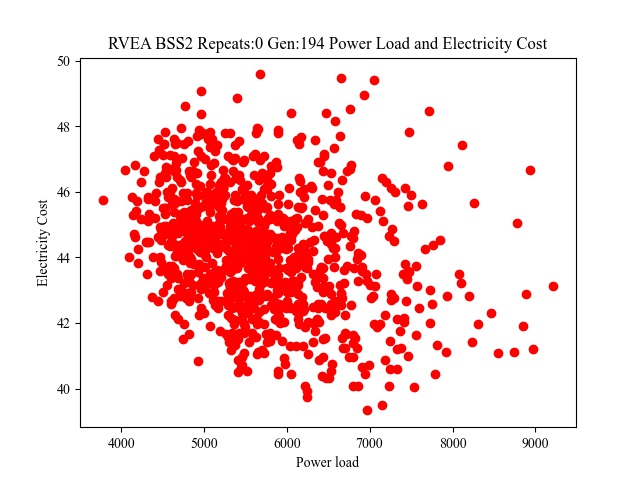 RVEA BSS2 Repeats:0 Gen:194 Power Load and Electricity Cost
50
48
46
44
42
40
Electricity Cost
4000 5000 6000 7000 8000 9000
Power load